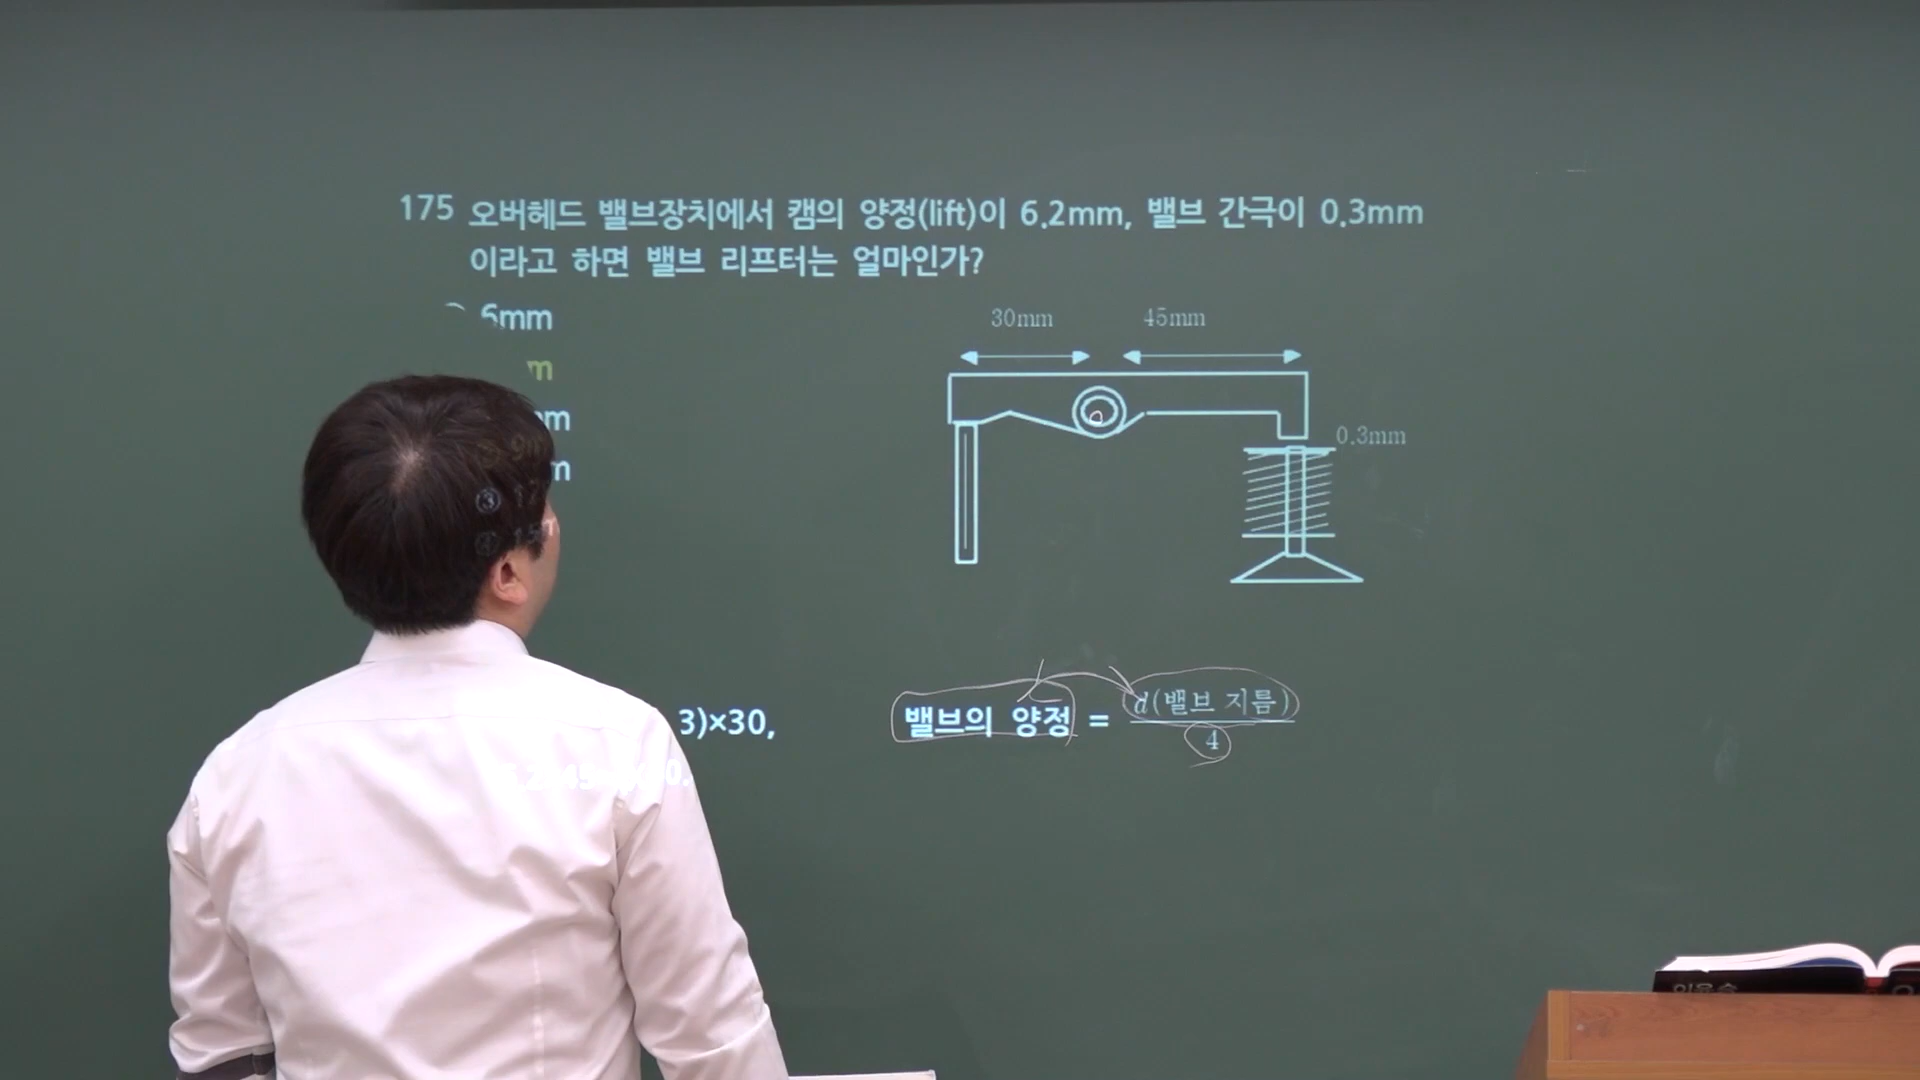 175 오버헤드 밸브장치에서 캠의 양정(lift)이 6.2mm, 밸브 간극이 0.3mm
이라고 하면 밸브 리프터는 얼마인가?
6mm
m
mm
m
③
④
30mm 45mm
0.3mm
3)×30,
밸브의 양정 = d(밸브 지름)
4